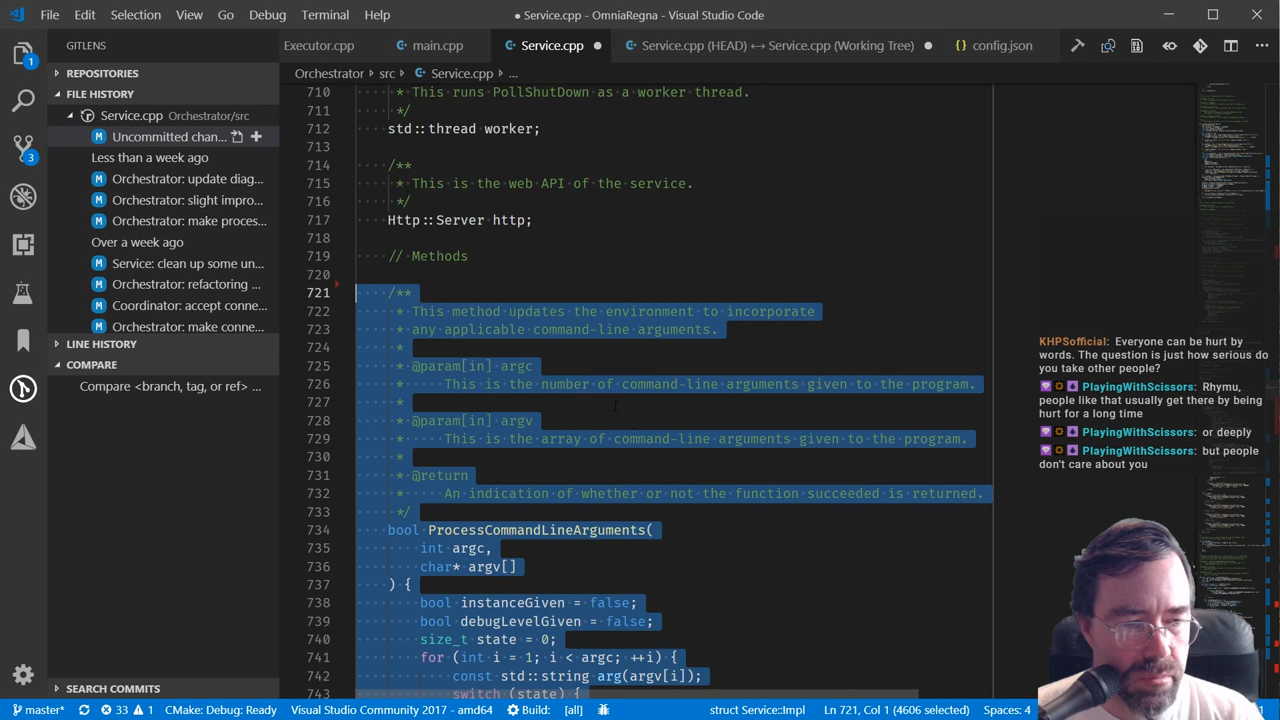 File Edit Selection View Go Debug Terminal Help
● Service.cpp - OmniaRegna - Visual Studio Code
GITLENS
Executor.cpp
main.cpp
Service.cpp
Service.cpp (HEAD) ↔ Service.cpp (Working Tree)
config.json
REPOSITORIES
FILE HISTORY
Service.cpp Orchestrator/src
Uncommitted chan...
Less than a week ago
Orchestrator: update diag...
Orchestrator: slight impro...
Orchestrator: make proces...
Over a week ago
Service: clean up some un...
Orchestrator: refactoring ...
Coordinator: accept conne...
Orchestrator: make conne...
LINE HISTORY
COMPARE
Compare <branch, tag, or ref> ...
SEARCH COMMITS
1
3
Orchestrator › src › Service.cpp › ...
710 * This runs PollShutDown as a worker thread.
711 */
712 std::thread worker;
713
714 /**
715 * This is the web API of the service.
716 */
717 Http::Server http;
718
719 // Methods
720
721 /**
722 * This method updates the environment to incorporate
723 * any applicable command-line arguments.
724 *
725 * @param[in] argc
726 * This is the number of command-line arguments given to the program.
727 *
728 * @param[in] argv
729 * This is the array of command-line arguments given to the program.
730 *
731 * @return
732 * An indication of whether or not the function succeeded is returned.
733 */
734 bool ProcessCommandLineArguments(
735 int argc,
736 char* argv[]
737 ) {
738 bool instanceGiven = false;
739 bool debugLevelGiven = false;
740 size_t state = 0;
741 for (int i = 1; i < argc; ++i) {
742 const std::string arg(argv[i]);
743 switch (state) {
KHPSofficial: Everyone can be hurt by
words. The question is just how serious do
you take other people?
PlayingWithScissors: Rhymu,
people like that usually get there by being
hurt for a long time
PlayingWithScissors: or deeply
PlayingWithScissors: but people
don't care about you
master* 33 1 CMake: Debug: Ready Visual Studio Community 2017 - amd64 Build: [all] struct Service::Impl Ln 721, Col 1 (4606 selected) Spaces: 4